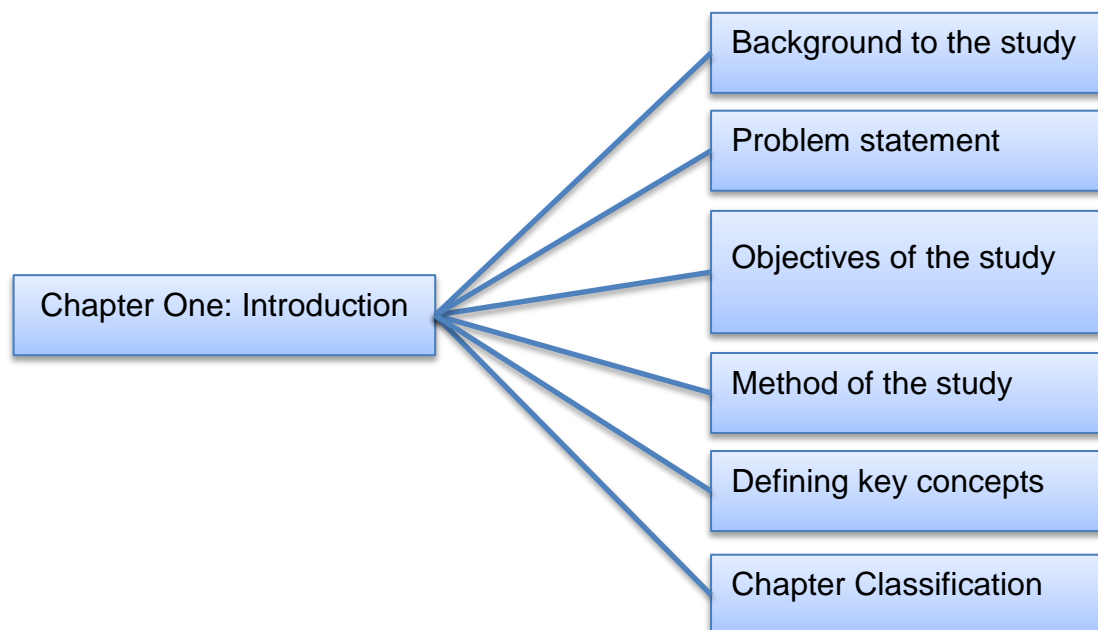 Background to the study
Problem statement
Objectives of the study
Chapter One: Introduction
Method of the study
Defining key concepts
Chapter Classification